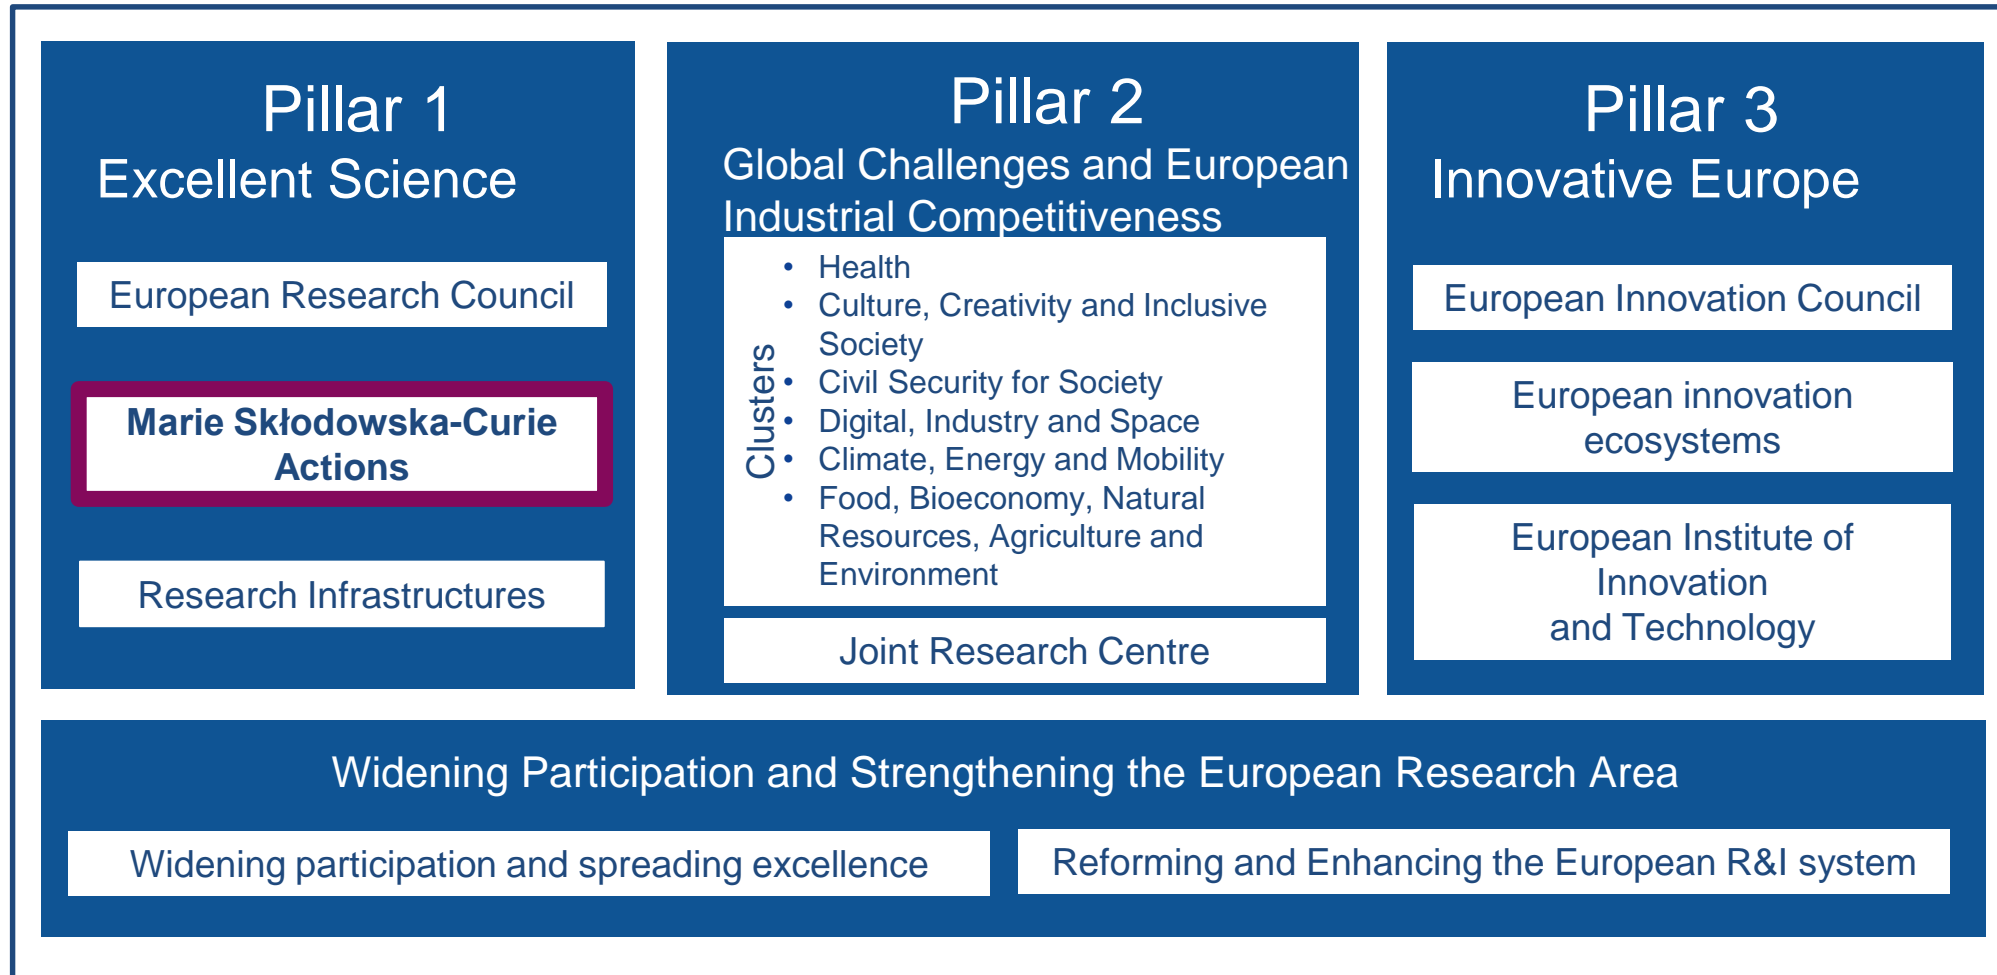 Pillar 1
Excellent Science
European Research Council
Marie Skłodowska-Curie
Actions
Research Infrastructures
Pillar 2
Global Challenges and European
Industrial Competitiveness
Clusters
• Health
• Culture, Creativity and Inclusive
Society
• Civil Security for Society
• Digital, Industry and Space
• Climate, Energy and Mobility
• Food, Bioeconomy, Natural
Resources, Agriculture and
Environment
Joint Research Centre
Pillar 3
Innovative Europe
European Innovation Council
European innovation
ecosystems
European Institute of
Innovation
and Technology
Widening Participation and Strengthening the European Research Area
Widening participation and spreading excellence
Reforming and Enhancing the European R&I system